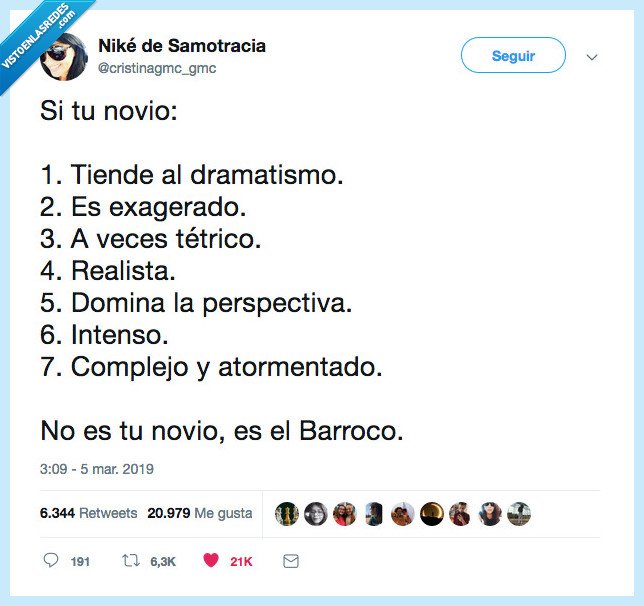 VISTOENLASREDES
.com
Niké de Samotracia
@cristinagmc_gmc
Seguir
Si tu novio:
1. Tiende al dramatismo.
2. Es exagerado.
3. A veces tétrico.
4. Realista.
5. Domina la perspectiva.
6. Intenso.
7. Complejo y atormentado.
No es tu novio, es el Barroco.
3:09 - 5 mar. 2019
6.344 Retweets 20.979 Me gusta
191 6,3K 21K